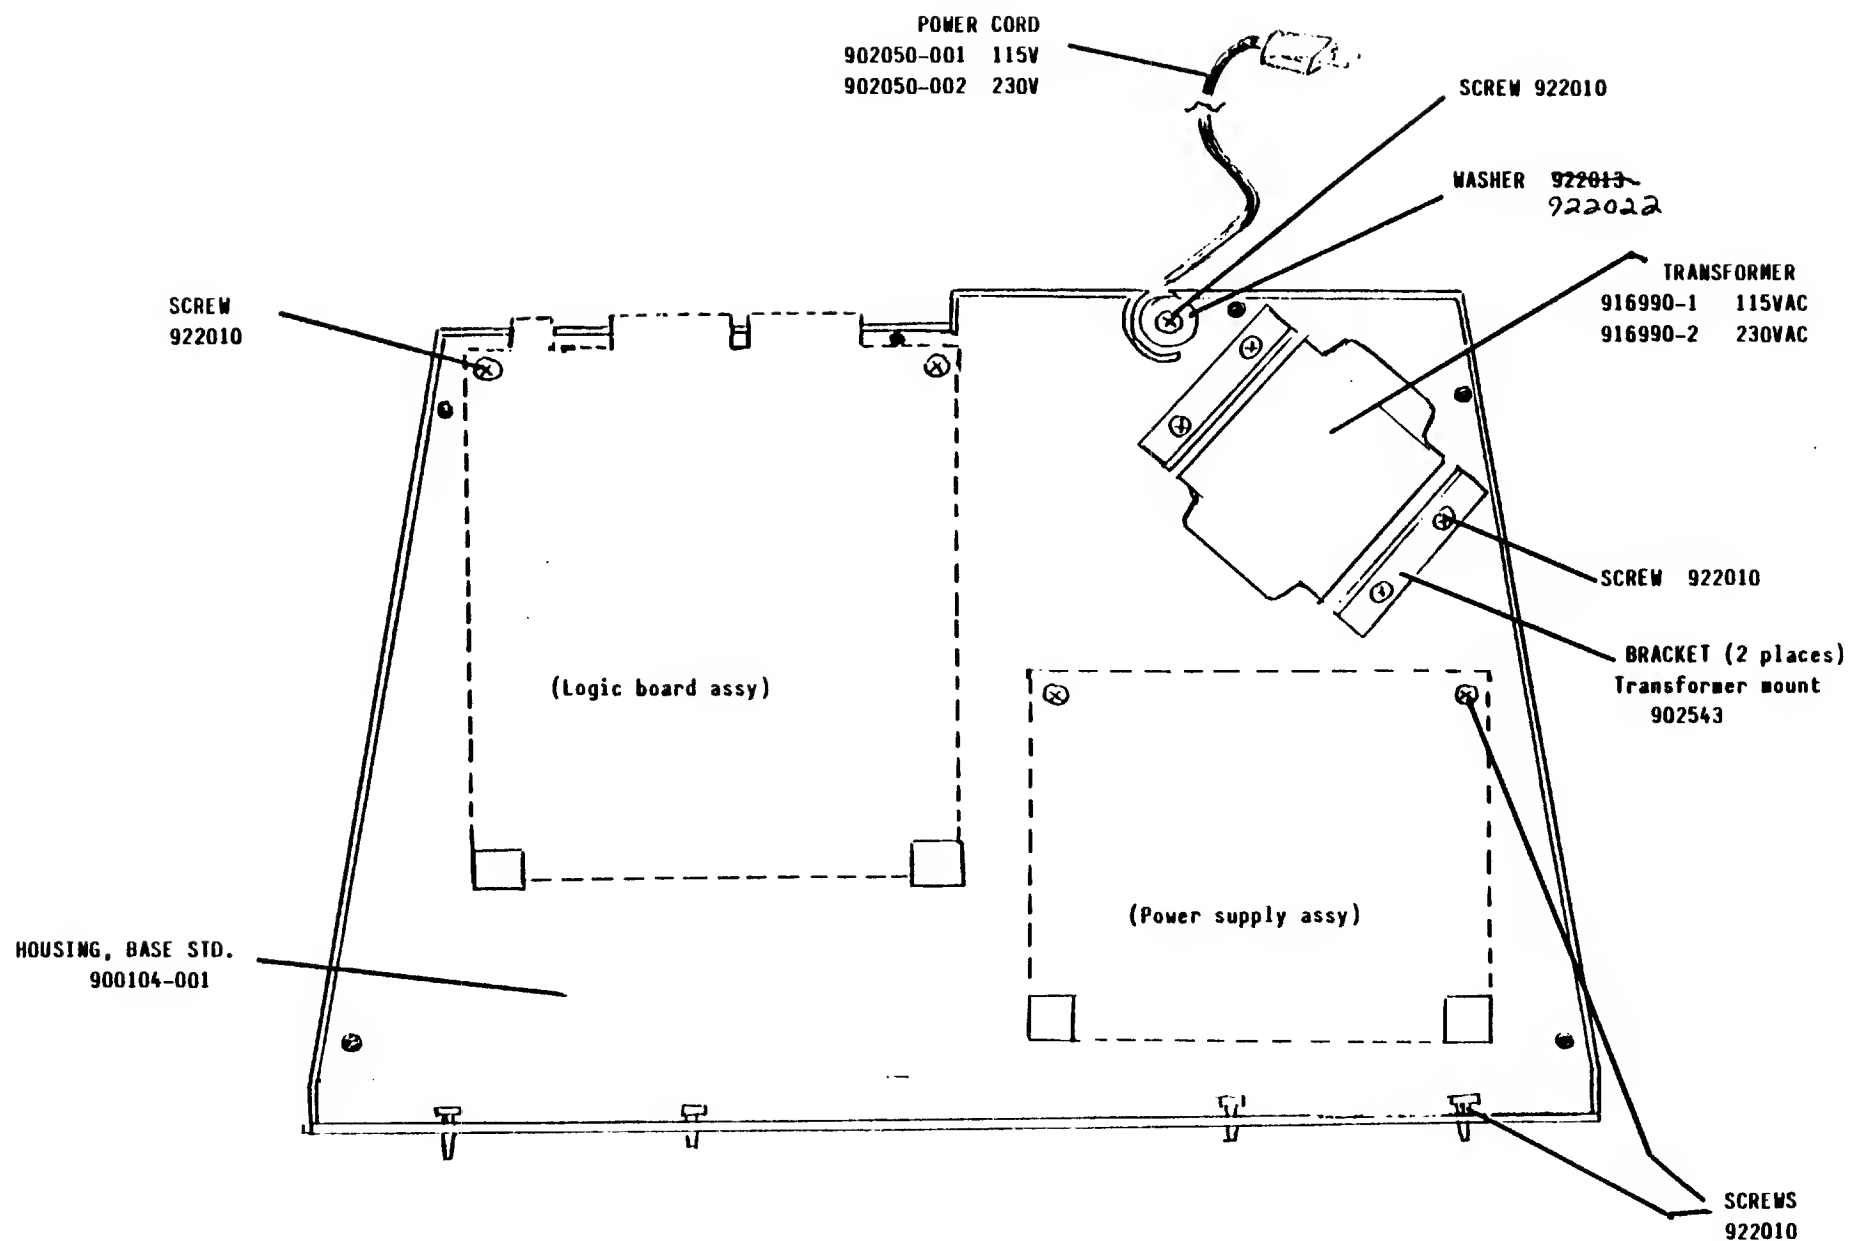 POWER CORD
902050-001 115V
902050-002 230V
SCREW 922010
WASHER 922013
922022
TRANSFORMER
916990-1 115VAC
916990-2 230VAC
SCREW
922010
SCREW 922010
BRACKET (2 places)
Transformer mount
902543
(Logic board assy)
(Power supply assy)
HOUSING, BASE STD.
900104-001
SCREWS
922010